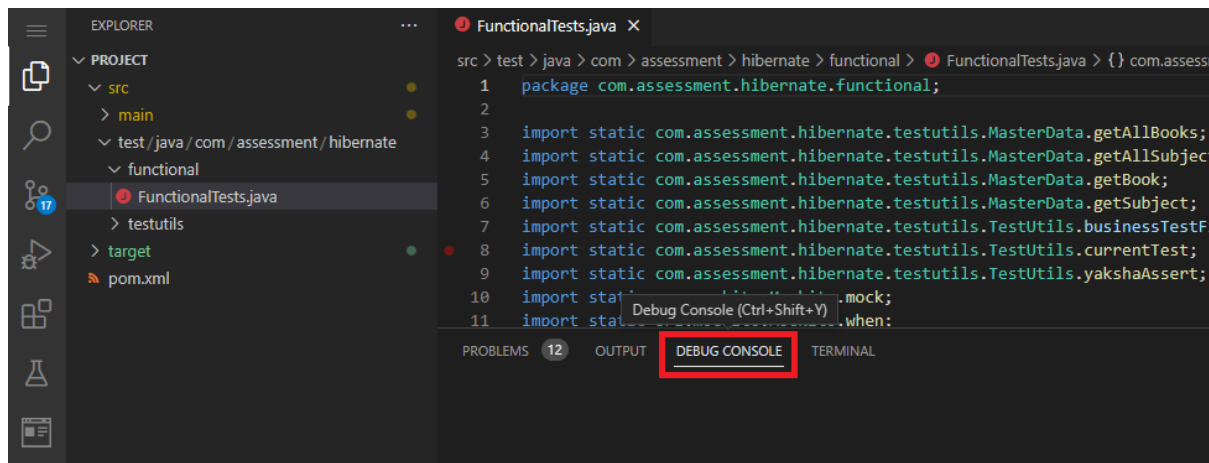 EXPLORER
PROJECT
src
main
test/java/com/assessment/hibernate
functional
FunctionalTests.java
testutils
target
pom.xml
17
FunctionalTests.java
src > test > java > com > assessment > hibernate > functional > FunctionalTests.java > {} com.assess
1 package com.assessment.hibernate.functional;
2
3 import static com.assessment.hibernate.testutils.MasterData.getAllBooks;
4 import static com.assessment.hibernate.testutils.MasterData.getAllSubjec
5 import static com.assessment.hibernate.testutils.MasterData.getBook;
6 import static com.assessment.hibernate.testutils.MasterData.getSubject;
7 import static com.assessment.hibernate.testutils.TestUtils.businessTestF
8 import static com.assessment.hibernate.testutils.TestUtils.currentTest;
9 import static com.assessment.hibernate.testutils.TestUtils.yakshaAssert;
10 import stat .mock;
Debug Console (Ctrl+Shift+Y)
11 import .when;
PROBLEMS 12 OUTPUT DEBUG CONSOLE TERMINAL